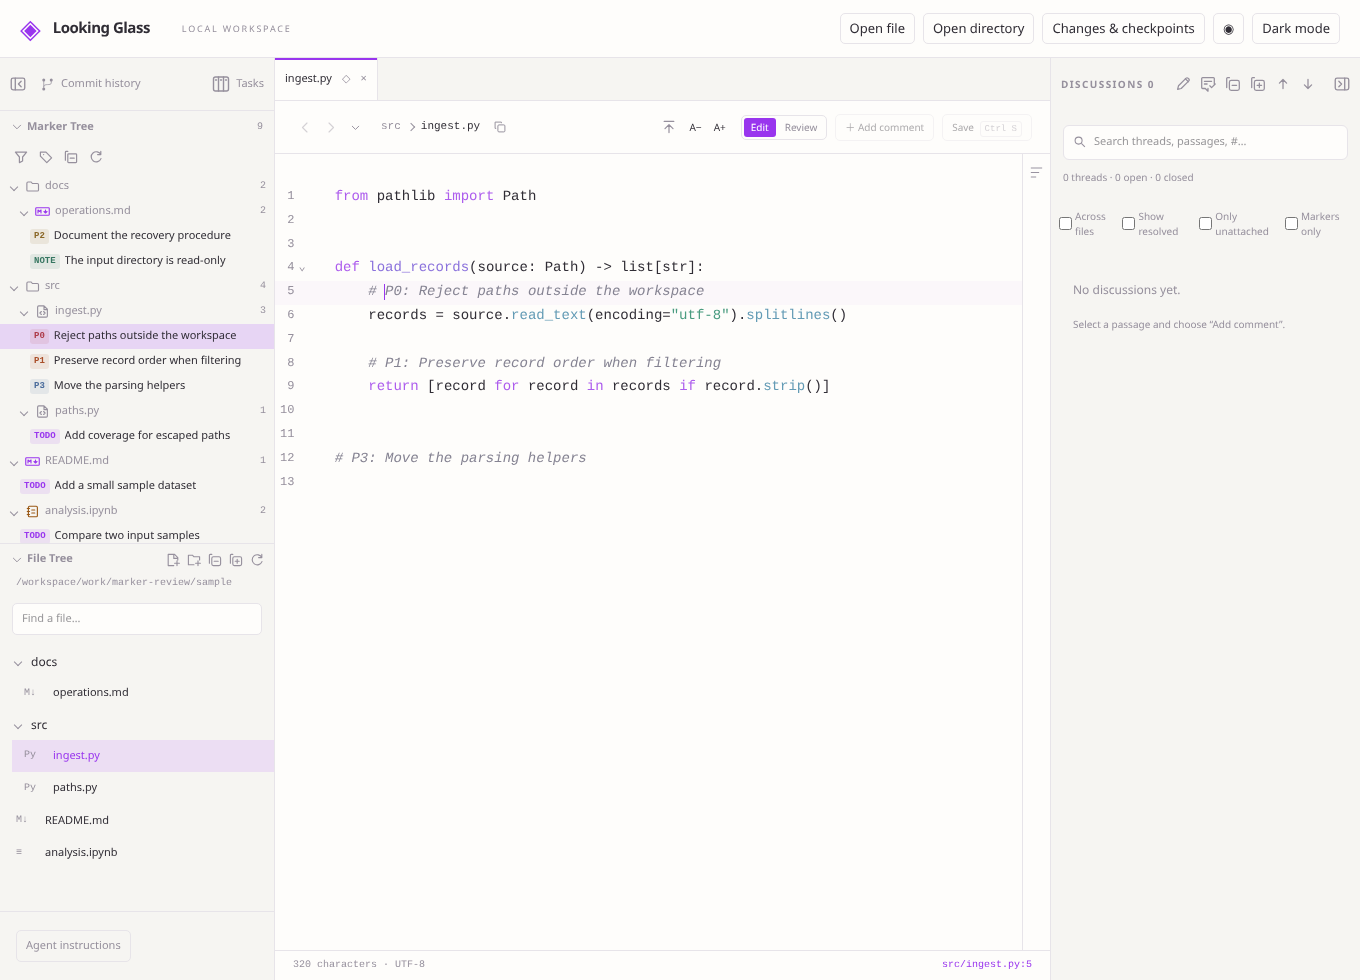 Looking Glass
LOCAL WORKSPACE
Open file
Open directory
Changes & checkpoints
Dark mode
Commit history
Tasks
Marker Tree
9
docs
2
operations.md
2
P2 Document the recovery procedure
NOTE The input directory is read-only
src
4
ingest.py
3
P0 Reject paths outside the workspace
P1 Preserve record order when filtering
P3 Move the parsing helpers
paths.py
1
TODO Add coverage for escaped paths
README.md
1
TODO Add a small sample dataset
analysis.ipynb
2
TODO Compare two input samples
File Tree
/workspace/work/marker-review/sample
Find a file…
docs
M↓ operations.md
src
Py ingest.py
Py paths.py
M↓ README.md
≡ analysis.ipynb
Agent instructions
ingest.py ◇ ×
src > ingest.py
A− A+ Edit Review + Add comment Save Ctrl S
1 from pathlib import Path
2
3
4 def load_records(source: Path) -> list[str]:
5 # P0: Reject paths outside the workspace
6 records = source.read_text(encoding="utf-8").splitlines()
7
8 # P1: Preserve record order when filtering
9 return [record for record in records if record.strip()]
10
11
12 # P3: Move the parsing helpers
13
320 characters · UTF-8
src/ingest.py:5
DISCUSSIONS 0
Search threads, passages, #…
0 threads · 0 open · 0 closed
Across files
Show resolved
Only unattached
Markers only
No discussions yet.
Select a passage and choose “Add comment”.